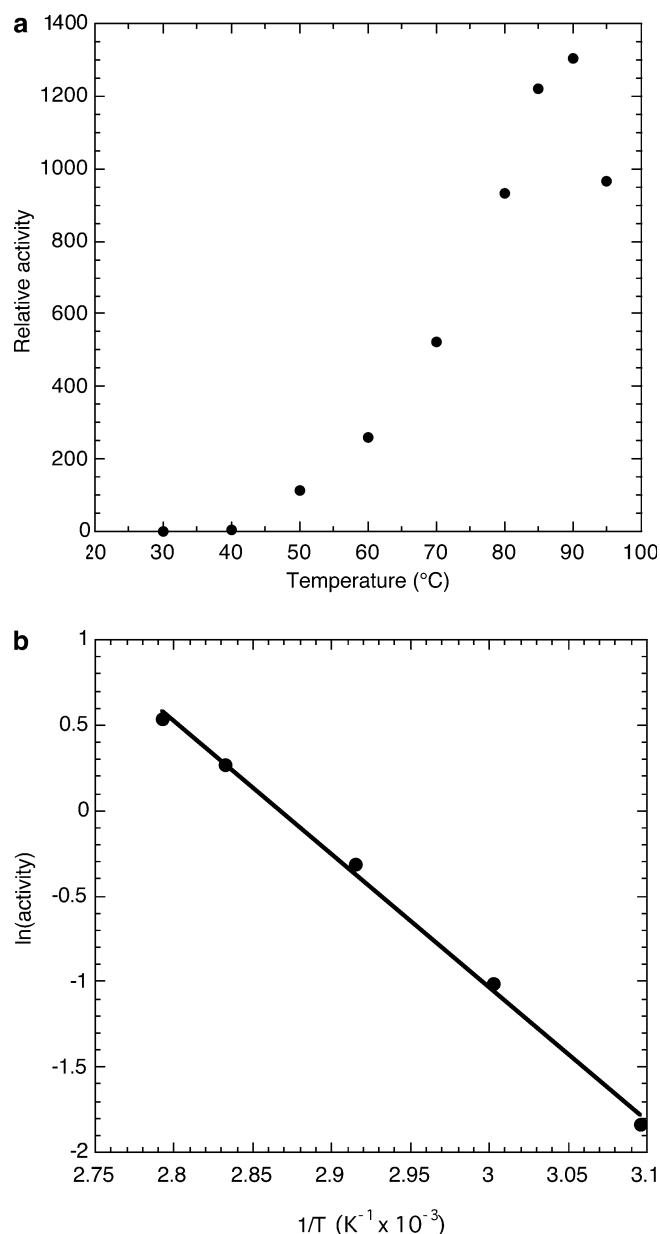 a
1400
1200
1000
800
600
400
200
0
Relative activity
20 30 40 50 60 70 80 90 100
Temperature (°C)
b
1
0.5
0
-0.5
-1
-1.5
-2
ln(activity)
2.75 2.8 2.85 2.9 2.95 3 3.05 3.1
1/T (K⁻¹ x 10⁻³)